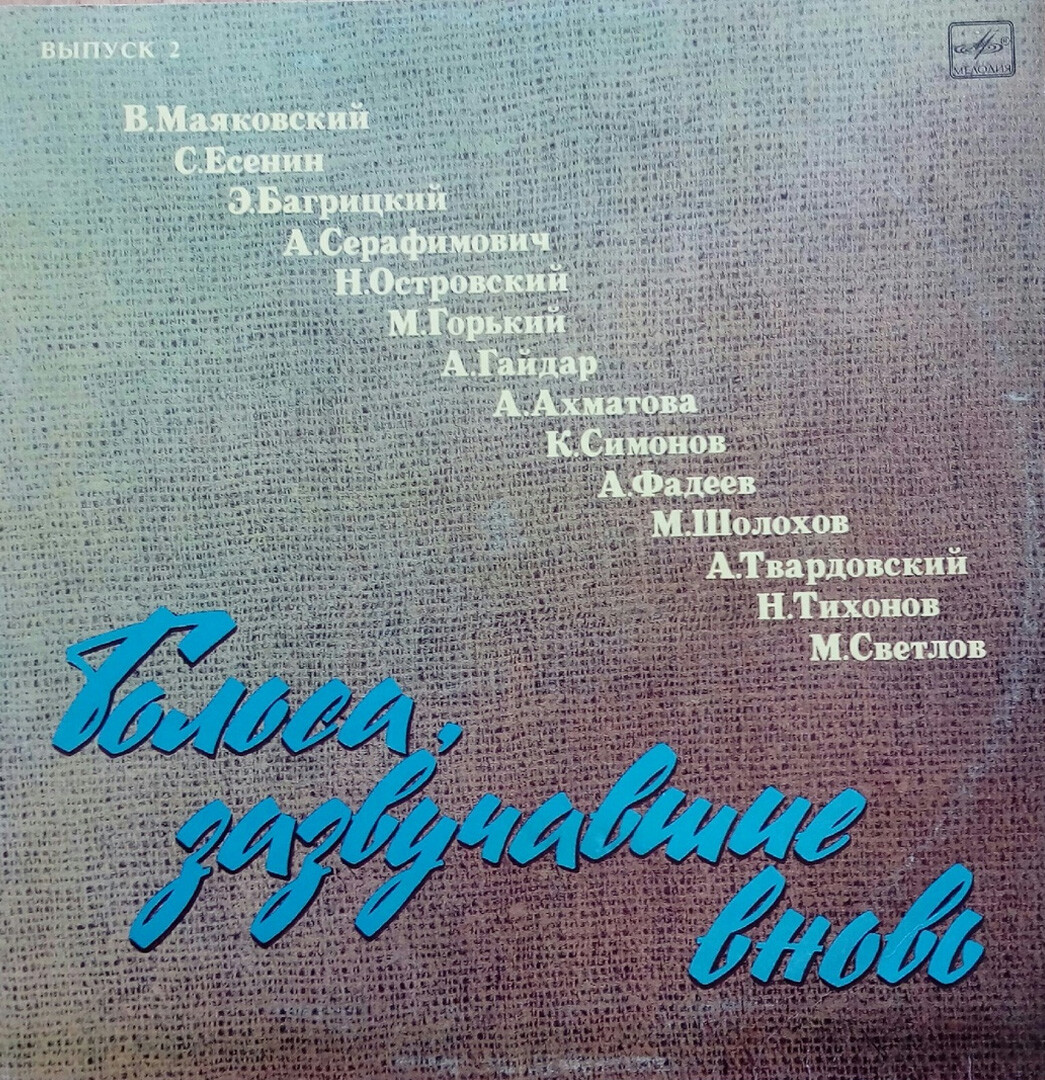 ВЫПУСК 2
МЕЛОДИЯ
В.Маяковский
С.Есенин
Э.Багрицкий
А.Серафимович
Н.Островский
М.Горький
А.Гайдар
А.Ахматова
К.Симонов
А.Фадеев
М.Шолохов
А.Твардовский
Н.Тихонов
М.Светлов
Голоса,
зазвучавшие
вновь